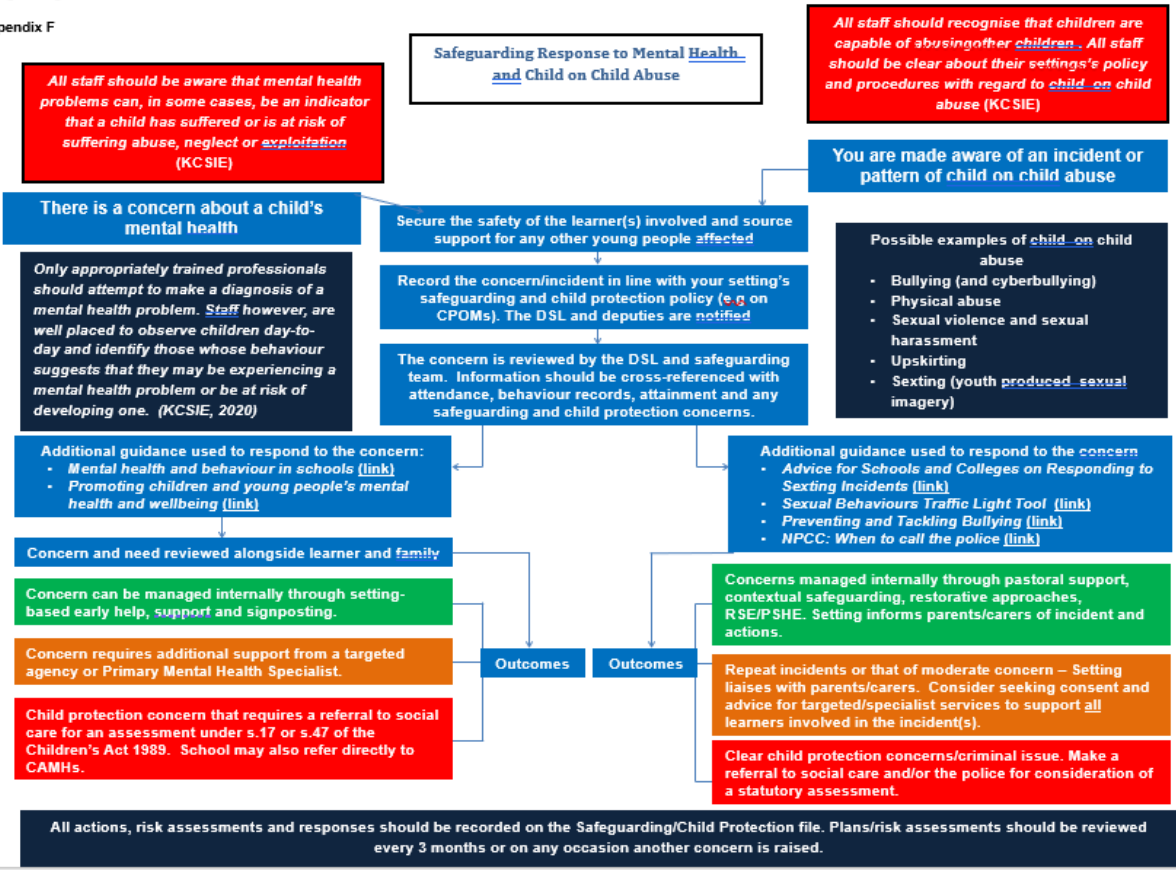 pendix F
Safeguarding Response to Mental Health
and Child on Child Abuse
All staff should recognise that children are
capable of abusingother children . All staff
should be clear about their settings's policy
and procedures with regard to child on child
abuse (KCSIE)
All staff should be aware that mental health
problems can, in some cases, be an indicator
that a child has suffered or is at risk of
suffering abuse, neglect or exploitation
(KCSIE)
You are made aware of an incident or
pattern of child on child abuse
There is a concern about a child's
mental health
Secure the safety of the learner(s) involved and source
support for any other young people affected
Only appropriately trained professionals
should attempt to make a diagnosis of a
mental health problem. Staff however, are
well placed to observe children day-to-
day and identify those whose behaviour
suggests that they may be experiencing a
mental health problem or be at risk of
developing one. (KCSIE, 2020)
Record the concern/incident in line with your setting's
safeguarding and child protection policy (e.g on
CPOMs). The DSL and deputies are notified
Possible examples of child on child
abuse
- Bullying (and cyberbullying)
- Physical abuse
- Sexual violence and sexual
harassment
- Upskirting
- Sexting (youth produced sexual
imagery)
The concern is reviewed by the DSL and safeguarding
team. Information should be cross-referenced with
attendance, behaviour records, attainment and any
safeguarding and child protection concerns.
Additional guidance used to respond to the concern:
• Mental health and behaviour in schools (link)
• Promoting children and young people's mental
health and wellbeing (link)
Additional guidance used to respond to the concern
• Advice for Schools and Colleges on Responding to
Sexting Incidents (link)
• Sexual Behaviours Traffic Light Tool (link)
• Preventing and Tackling Bullying (link)
• NPCC: When to call the police (link)
Concern and need reviewed alongside learner and family
Concern can be managed internally through setting-
based early help, support and signposting.
Concern requires additional support from a targeted
agency or Primary Mental Health Specialist.
Child protection concern that requires a referral to social
care for an assessment under s.17 or s.47 of the
Children's Act 1989. School may also refer directly to
CAMHs.
Outcomes
Outcomes
Concerns managed internally through pastoral support,
contextual safeguarding, restorative approaches,
RSE/PSHE. Setting informs parents/carers of incident and
actions.
Repeat incidents or that of moderate concern – Setting
liaises with parents/carers. Consider seeking consent and
advice for targeted/specialist services to support all
learners involved in the incident(s).
Clear child protection concerns/criminal issue. Make a
referral to social care and/or the police for consideration of
a statutory assessment.
All actions, risk assessments and responses should be recorded on the Safeguarding/Child Protection file. Plans/risk assessments should be reviewed
every 3 months or on any occasion another concern is raised.